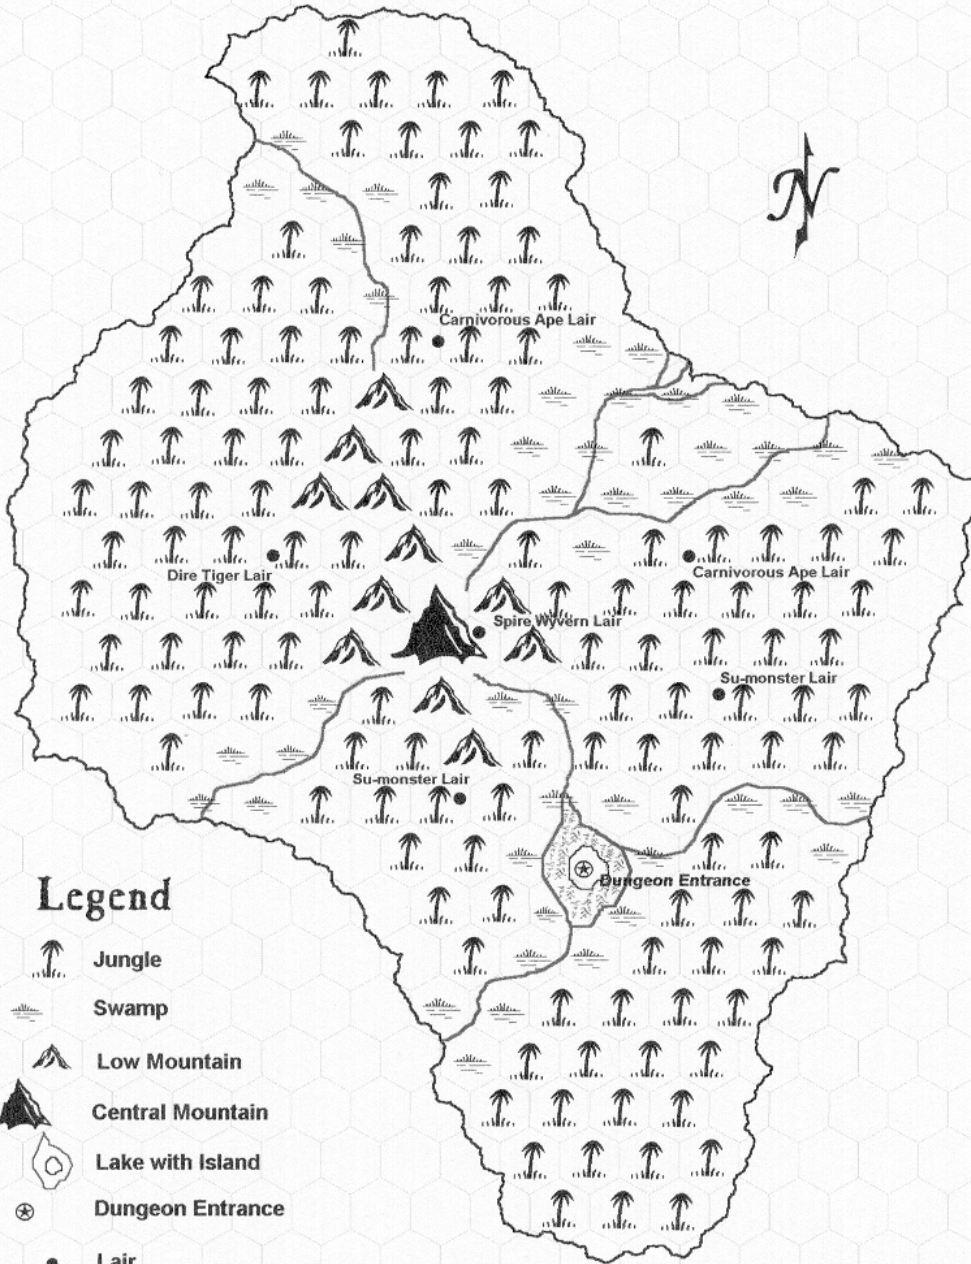 N
Carnivorous Ape Lair
Dire Tiger Lair
Carnivorous Ape Lair
Spire Wyvern Lair
Su-monster Lair
Su-monster Lair
Dungeon Entrance
Legend
Jungle
Swamp
Low Mountain
Central Mountain
Lake with Island
Dungeon Entrance
Lair